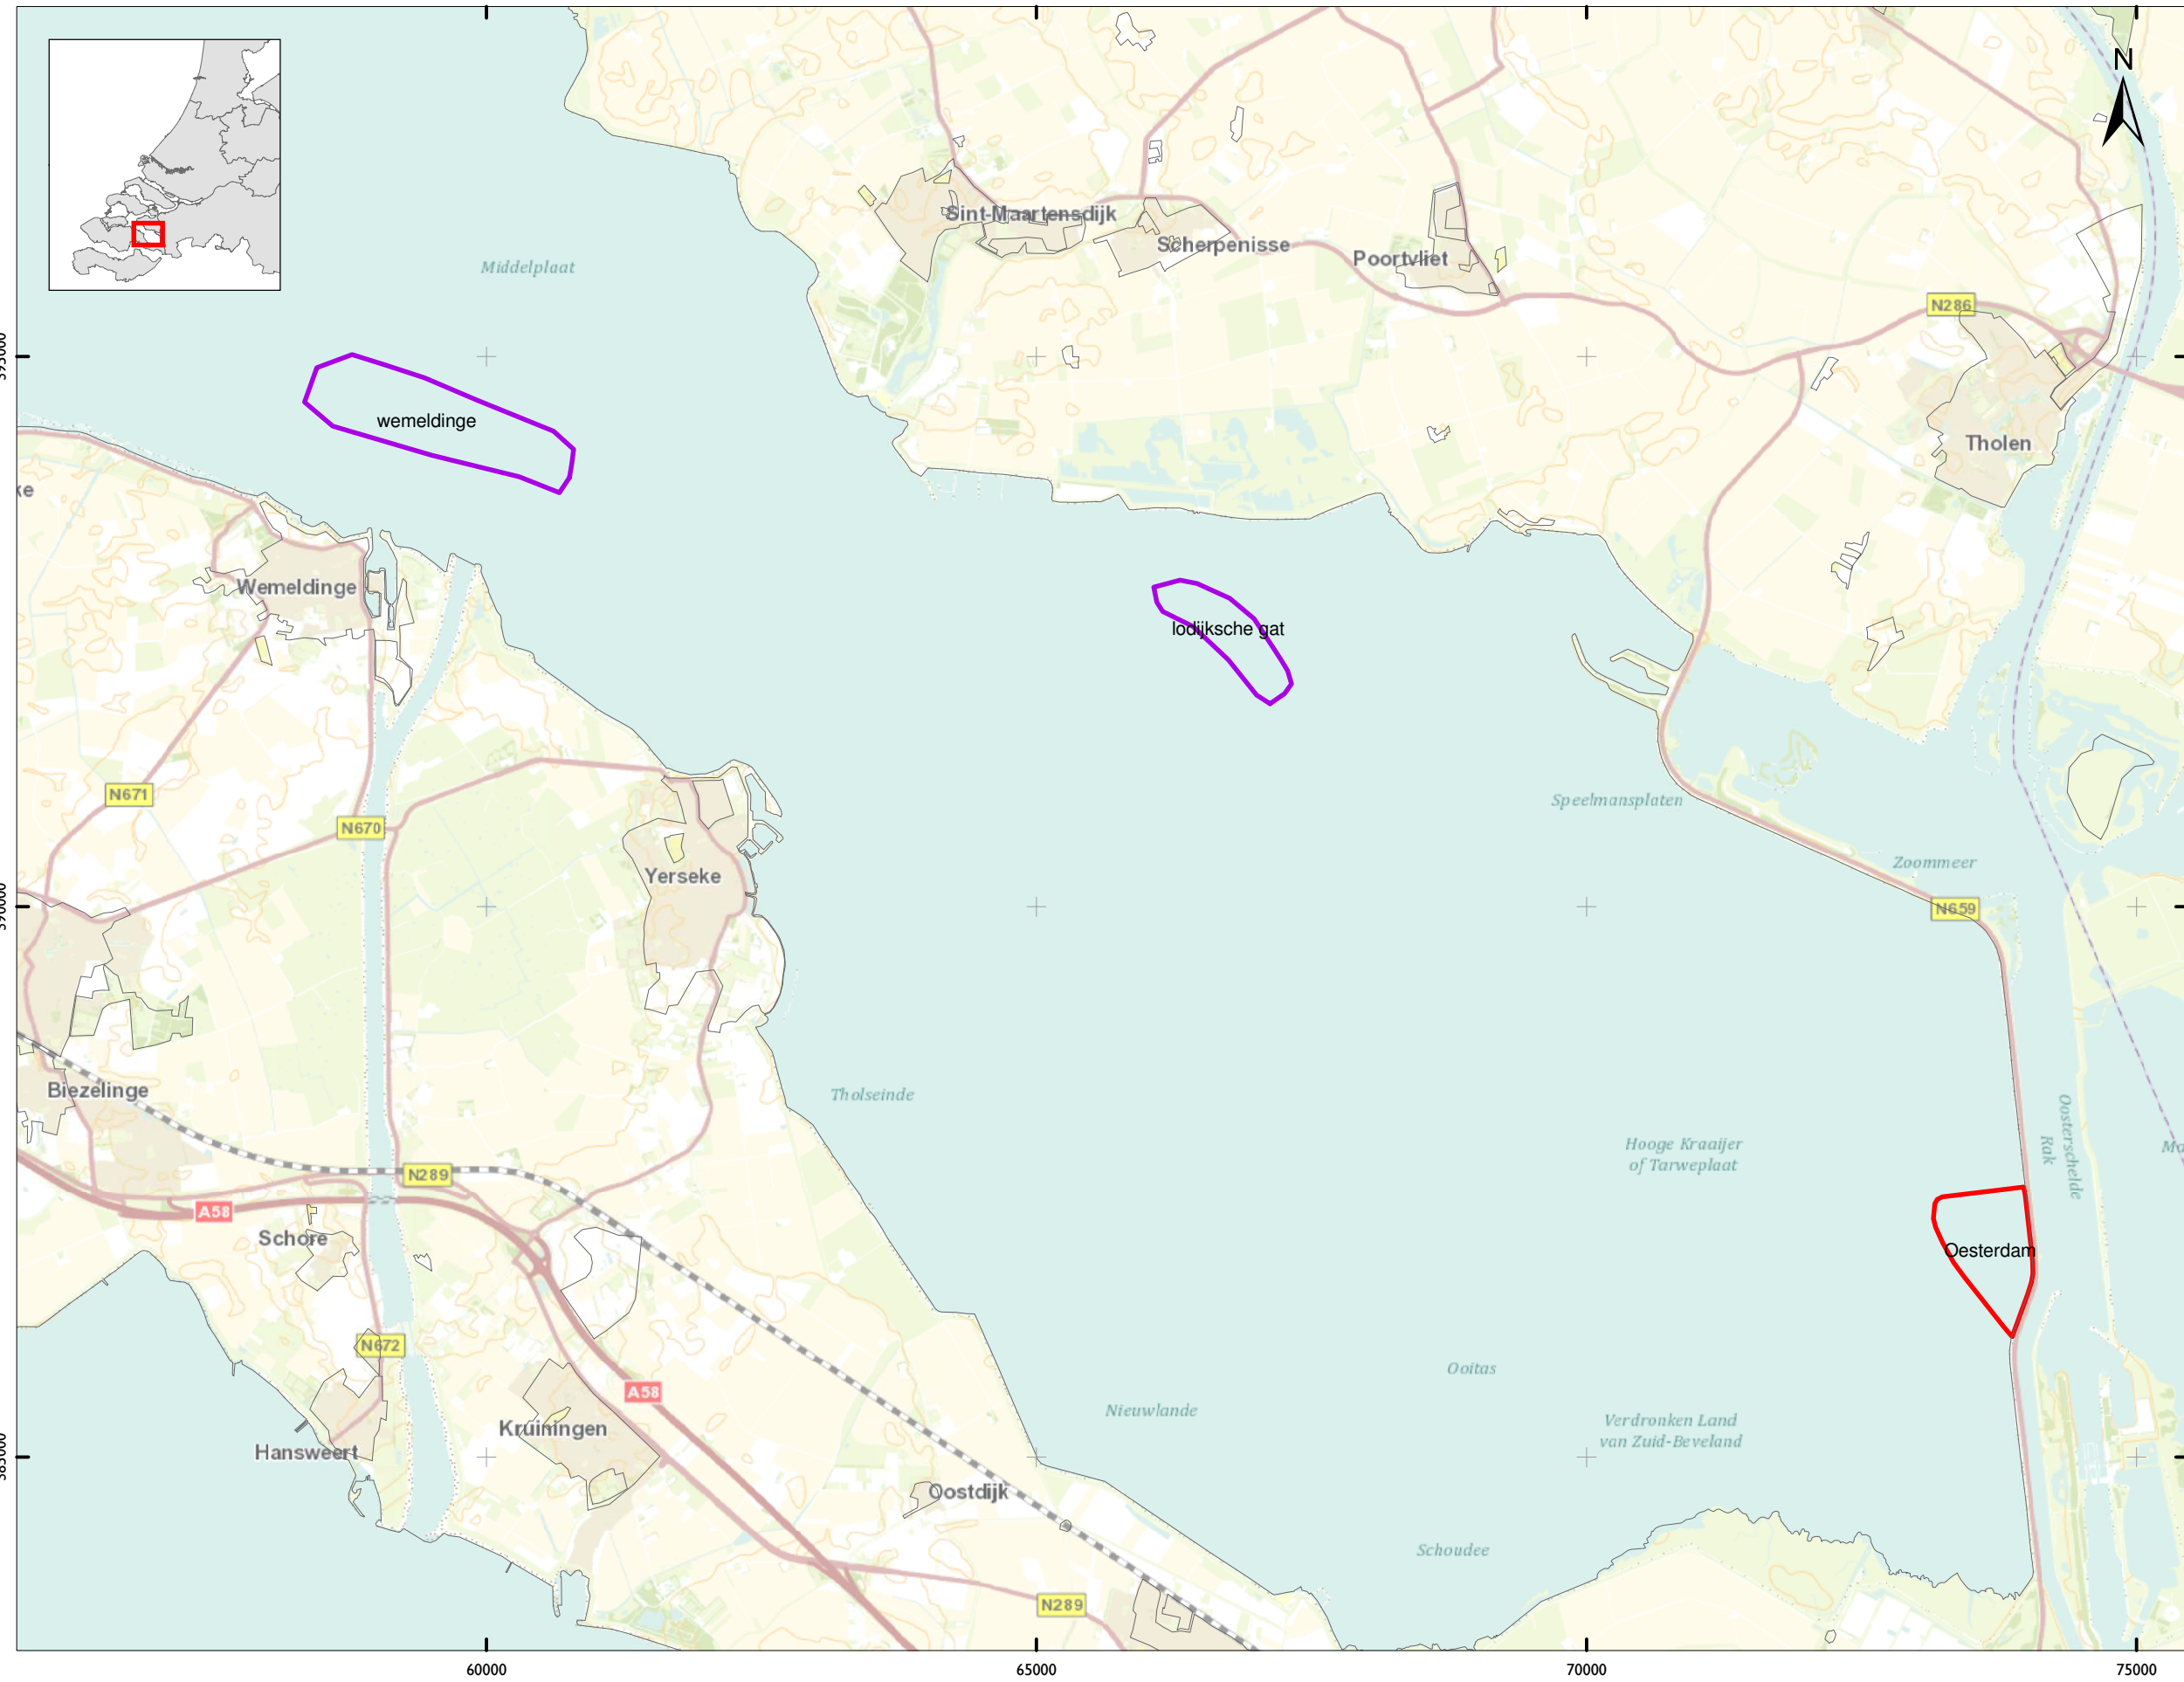 N
Sint-Maartensdijk
Scherpenisse
Poortvliet
Middelplaat
N286
wemeldinge
Tholen
ke
Wemeldinge
lodijksche gat
N671
N670
Speelmansplaten
Zoommeer
Yerseke
N659
Biezelinge
Tholseinde
Hooge Kraaijer
of Tarweplaat
Oosterschelde
Rak
Ma
N289
A58
Schore
Oesterdam
N672
Ooitas
A58
Nieuwlande
Kruiningen
Verdronken Land
van Zuid-Beveland
Hansweert
Oostdijk
Schoudee
N289
60000
65000
70000
75000